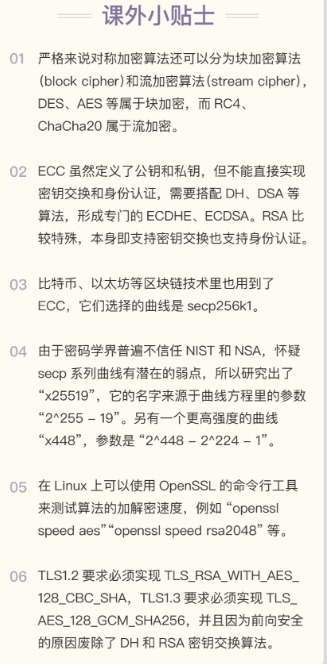 课外小贴士
01 严格来说对称加密算法还可以分为块加密算法
(block cipher)和流加密算法(stream cipher),
DES、AES 等属于块加密，而 RC4、
ChaCha20 属于流加密。
02 ECC 虽然定义了公钥和私钥，但不能直接实现
密钥交换和身份认证，需要搭配 DH、DSA 等
算法，形成专门的 ECDHE、ECDSA。RSA 比
较特殊，本身即支持密钥交换也支持身份认证。
03 比特币、以太坊等区块链技术里也用到了
ECC，它们选择的曲线是 secp256k1。
04 由于密码学界普遍不信任 NIST 和 NSA，怀疑
secp 系列曲线有潜在的弱点，所以研究出了
“x25519”，它的名字来源于曲线方程里的参数
“2^255 – 19”。另有一个更高强度的曲线
“x448”，参数是 “2^448 – 2^224 – 1”。
05 在 Linux 上可以使用 OpenSSL 的命令行工具
来测试算法的加解密速度，例如 “openssl
speed aes”“openssl speed rsa2048” 等。
06 TLS1.2 要求必须实现 TLS_RSA_WITH_AES_
128_CBC_SHA，TLS1.3 要求必须实现 TLS_
AES_128_GCM_SHA256，并且因为前向安全
的原因废除了 DH 和 RSA 密钥交换算法。